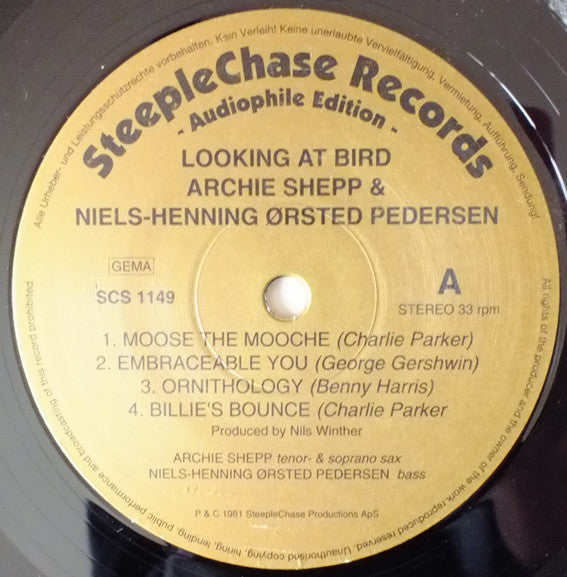 Alle Urheber- und Leistungsschutzrechte vorbehalten. Kein Verleih! Keine unerlaubte Vervielfältigung, Vermietung, Aufführung, Sendung!
SteepleChase Records
- Audiophile Edition -
LOOKING AT BIRD
ARCHIE SHEPP &
NIELS-HENNING ØRSTED PEDERSEN
GEMA
A
SCS 1149
STEREO 33 rpm
1. MOOSE THE MOOCHE (Charlie Parker)
2. EMBRACEABLE YOU (George Gershwin)
3. ORNITHOLOGY (Benny Harris)
4. BILLIE'S BOUNCE (Charlie Parker
Produced by Nils Winther
ARCHIE SHEPP tenor- & soprano sax
NIELS-HENNING ØRSTED PEDERSEN bass
P & C 1981 SteepleChase Productions ApS
All rights of the producer and the owner of the work reproduced reserved. Unauthorised copying, hiring, lending, public performance and broadcasting of this record prohibited.